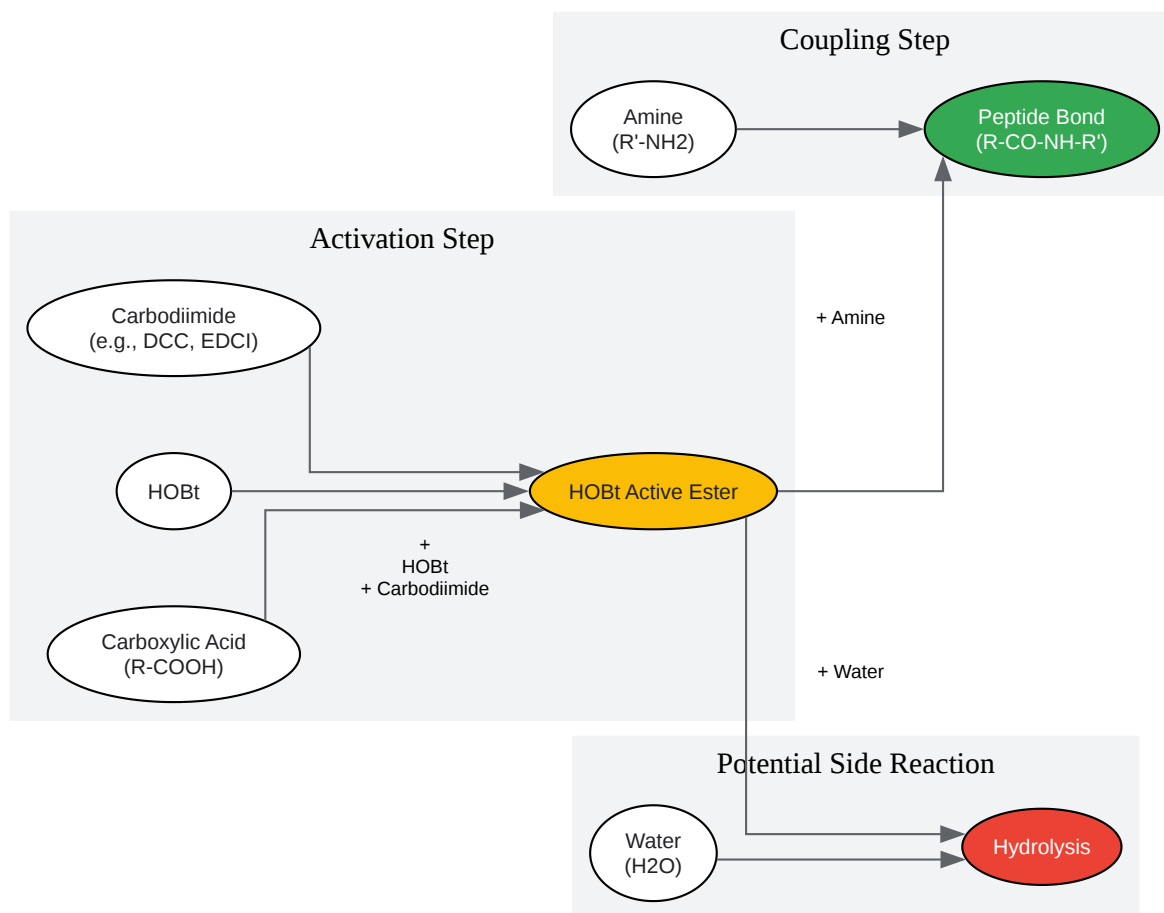 Coupling Step
Amine
(R'-NH2)
Peptide Bond
(R-CO-NH-R')
Activation Step
Carbodiimide
(e.g., DCC, EDCI)
+ Amine
HOBt
HOBt Active Ester
+
HOBt
+ Carbodiimide
Carboxylic Acid
(R-COOH)
+ Water
Potential Side Reaction
Water
(H2O)
Hydrolysis